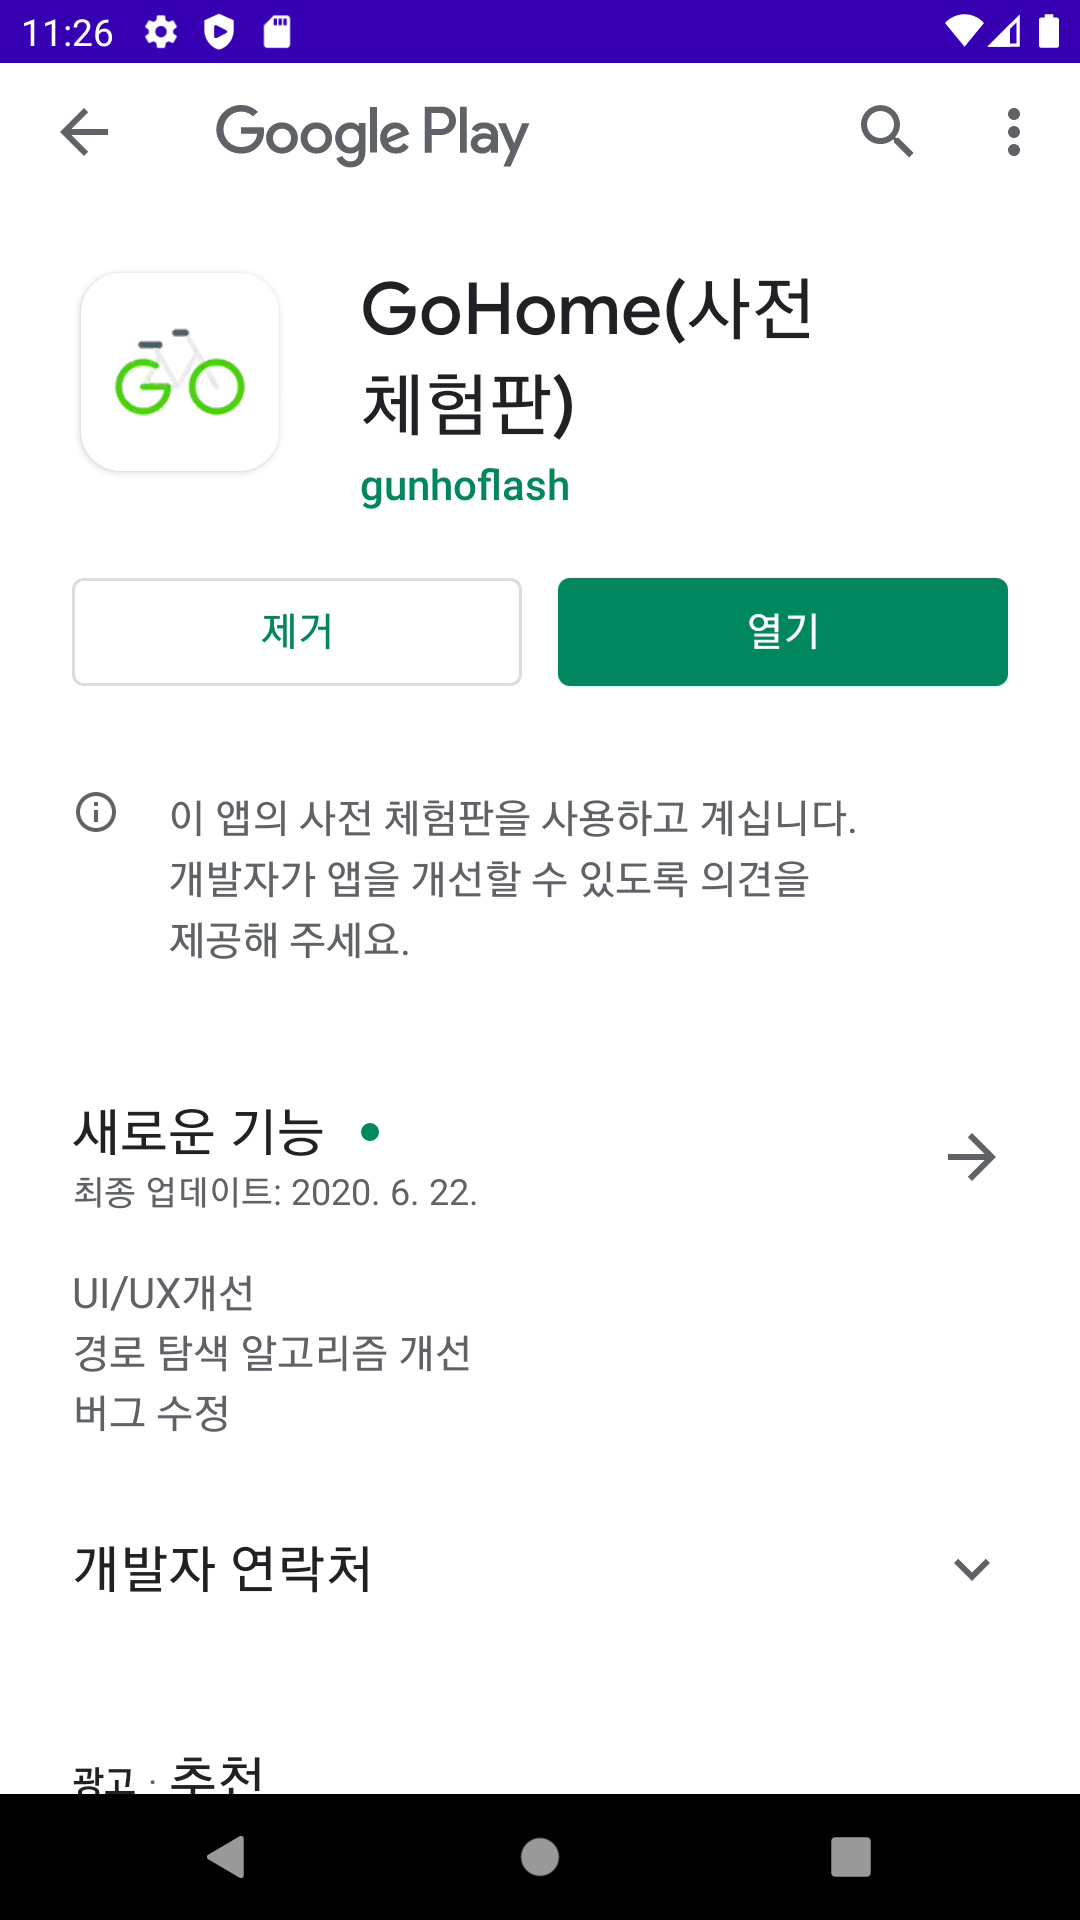 11:26
Google Play
GO
GoHome(사전
체험판)
gunhoflash
제거
열기
이 앱의 사전 체험판을 사용하고 계십니다.
개발자가 앱을 개선할 수 있도록 의견을
제공해 주세요.
새로운 기능
최종 업데이트: 2020. 6. 22.
UI/UX개선
경로 탐색 알고리즘 개선
버그 수정
개발자 연락처
광고 · 추천